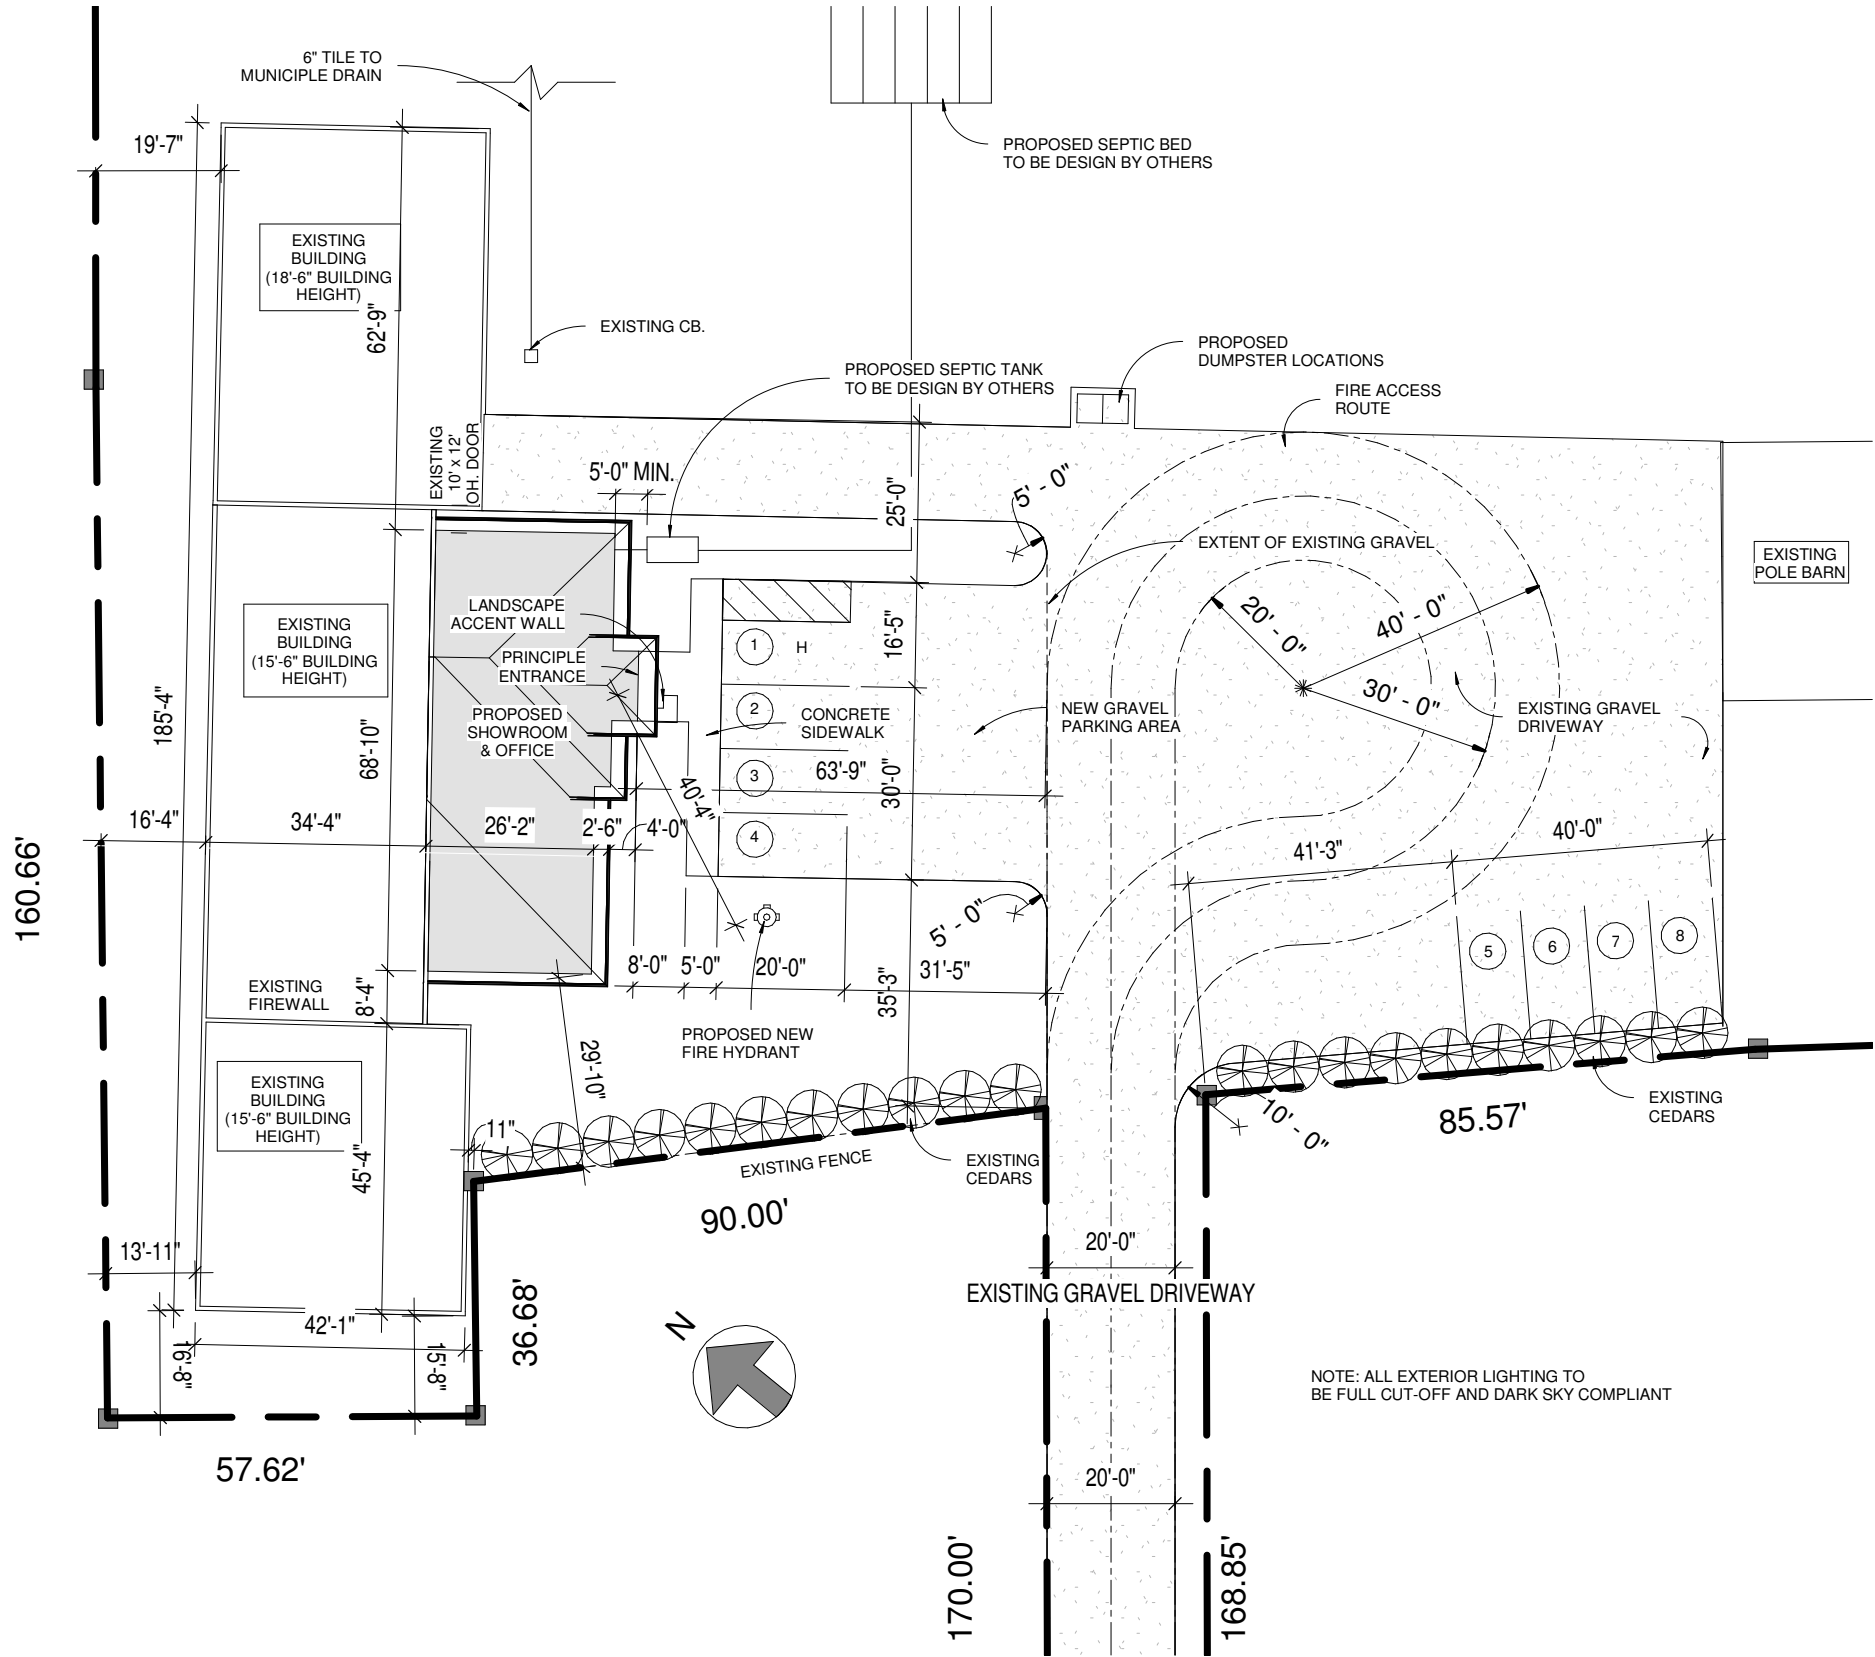 6" TILE TO
MUNICIPLE DRAIN
19'-7"
PROPOSED SEPTIC BED
TO BE DESIGN BY OTHERS
EXISTING
BUILDING
(18'-6" BUILDING
HEIGHT)
62'-9"
EXISTING CB.
PROPOSED SEPTIC TANK
TO BE DESIGN BY OTHERS
PROPOSED
DUMPSTER LOCATIONS
FIRE ACCESS
ROUTE
EXISTING
10' x 12'
OH. DOOR
5'-0" MIN.
25'-0"
5' - 0"
EXTENT OF EXISTING GRAVEL
EXISTING
POLE BARN
LANDSCAPE
ACCENT WALL
EXISTING
BUILDING
(15'-6" BUILDING
HEIGHT)
PRINCIPLE
ENTRANCE
1
H
16'-5"
20' - 0"
40' - 0"
30' - 0"
185'-4"
68'-10"
PROPOSED
SHOWROOM
& OFFICE
2
CONCRETE
SIDEWALK
NEW GRAVEL
PARKING AREA
EXISTING GRAVEL
DRIVEWAY
3
63'-9"
30'-0"
40'-4"
16'-4"
34'-4"
26'-2"
2'-6"
4'-0"
4
41'-3"
40'-0"
160.66'
5' - 0"
5
6
7
8
8'-0"
5'-0"
20'-0"
31'-5"
35'-3"
EXISTING
FIREWALL
8'-4"
PROPOSED NEW
FIRE HYDRANT
29'-10"
EXISTING
BUILDING
(15'-6" BUILDING
HEIGHT)
45'-4"
11"
EXISTING FENCE
EXISTING
CEDARS
10' - 0"
85.57'
EXISTING
CEDARS
90.00'
13'-11"
20'-0"
EXISTING GRAVEL DRIVEWAY
42'-1"
16'-8"
15'-8"
36.68'
N
NOTE: ALL EXTERIOR LIGHTING TO
BE FULL CUT-OFF AND DARK SKY COMPLIANT
57.62'
20'-0"
170.00'
168.85'